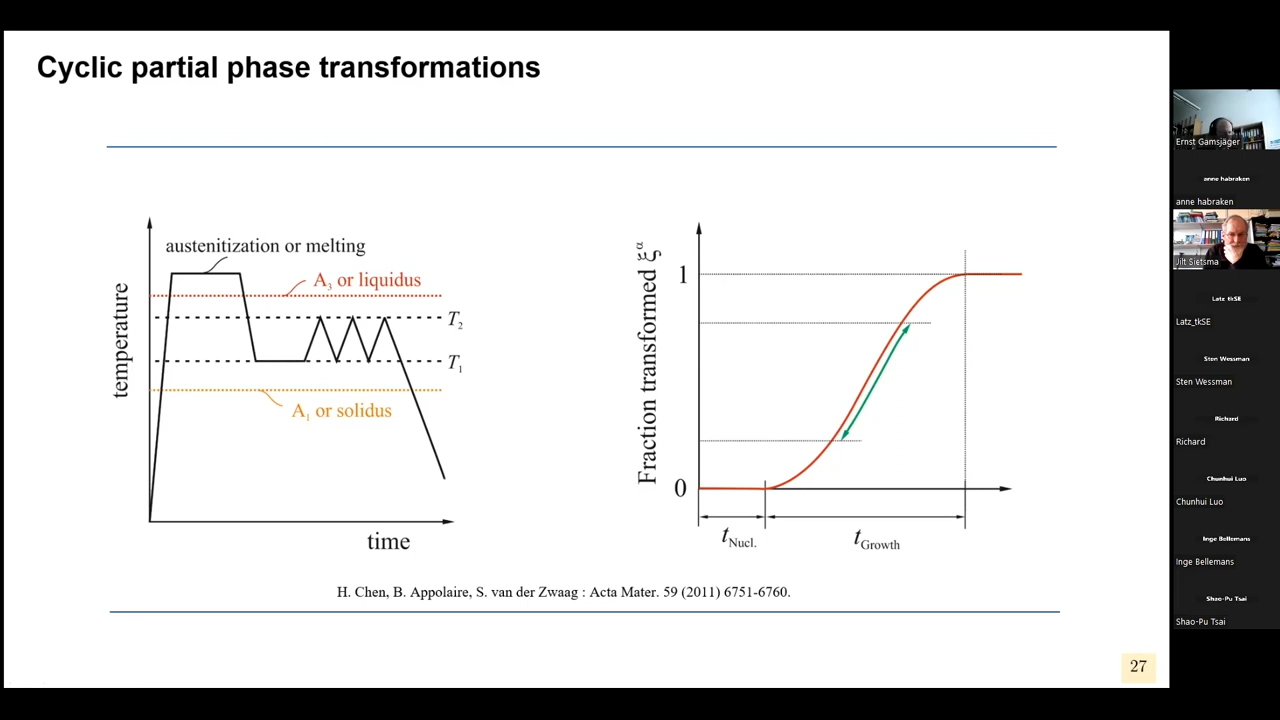 Cyclic partial phase transformations
austenitization or melting
A3 or liquidus
T2
T1
A1 or solidus
temperature
time
Fraction transformed ξα
1
0
tNucl.
tGrowth
H. Chen, B. Appolaire, S. van der Zwaag : Acta Mater. 59 (2011) 6751-6760.
27
Ernst Gamsjäger
anne habraken
anne habraken
Jilt Sietsma
Latz_tkSE
Latz_tkSE
Sten Wessman
Sten Wessman
Richard
Richard
Chunhui Luo
Chunhui Luo
Inge Bellemans
Inge Bellemans
Shao-Pu Tsai
Shao-Pu Tsai